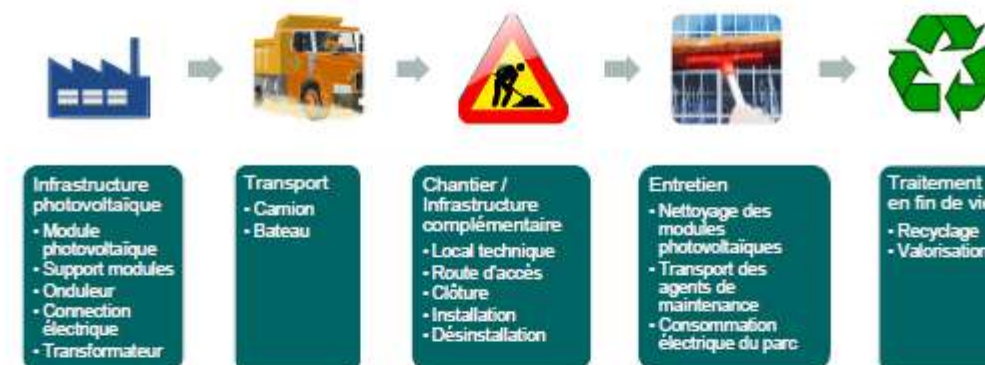 Infrastructure
photovoltaïque
• Module
photovoltaïque
• Support modules
• Onduleur
• Connection
électrique
• Transformateur
Transport
• Camion
• Bateau
Chantier /
Infrastructure
complémentaire
• Local technique
• Route d'accès
• Clôture
• Installation
• Désinstallation
Entretien
• Nettoyage des
modules
photovoltaïques
• Transport des
agents de
maintenance
• Consommation
électrique du parc
Traitement
en fin de vie
• Recyclage
• Valorisation